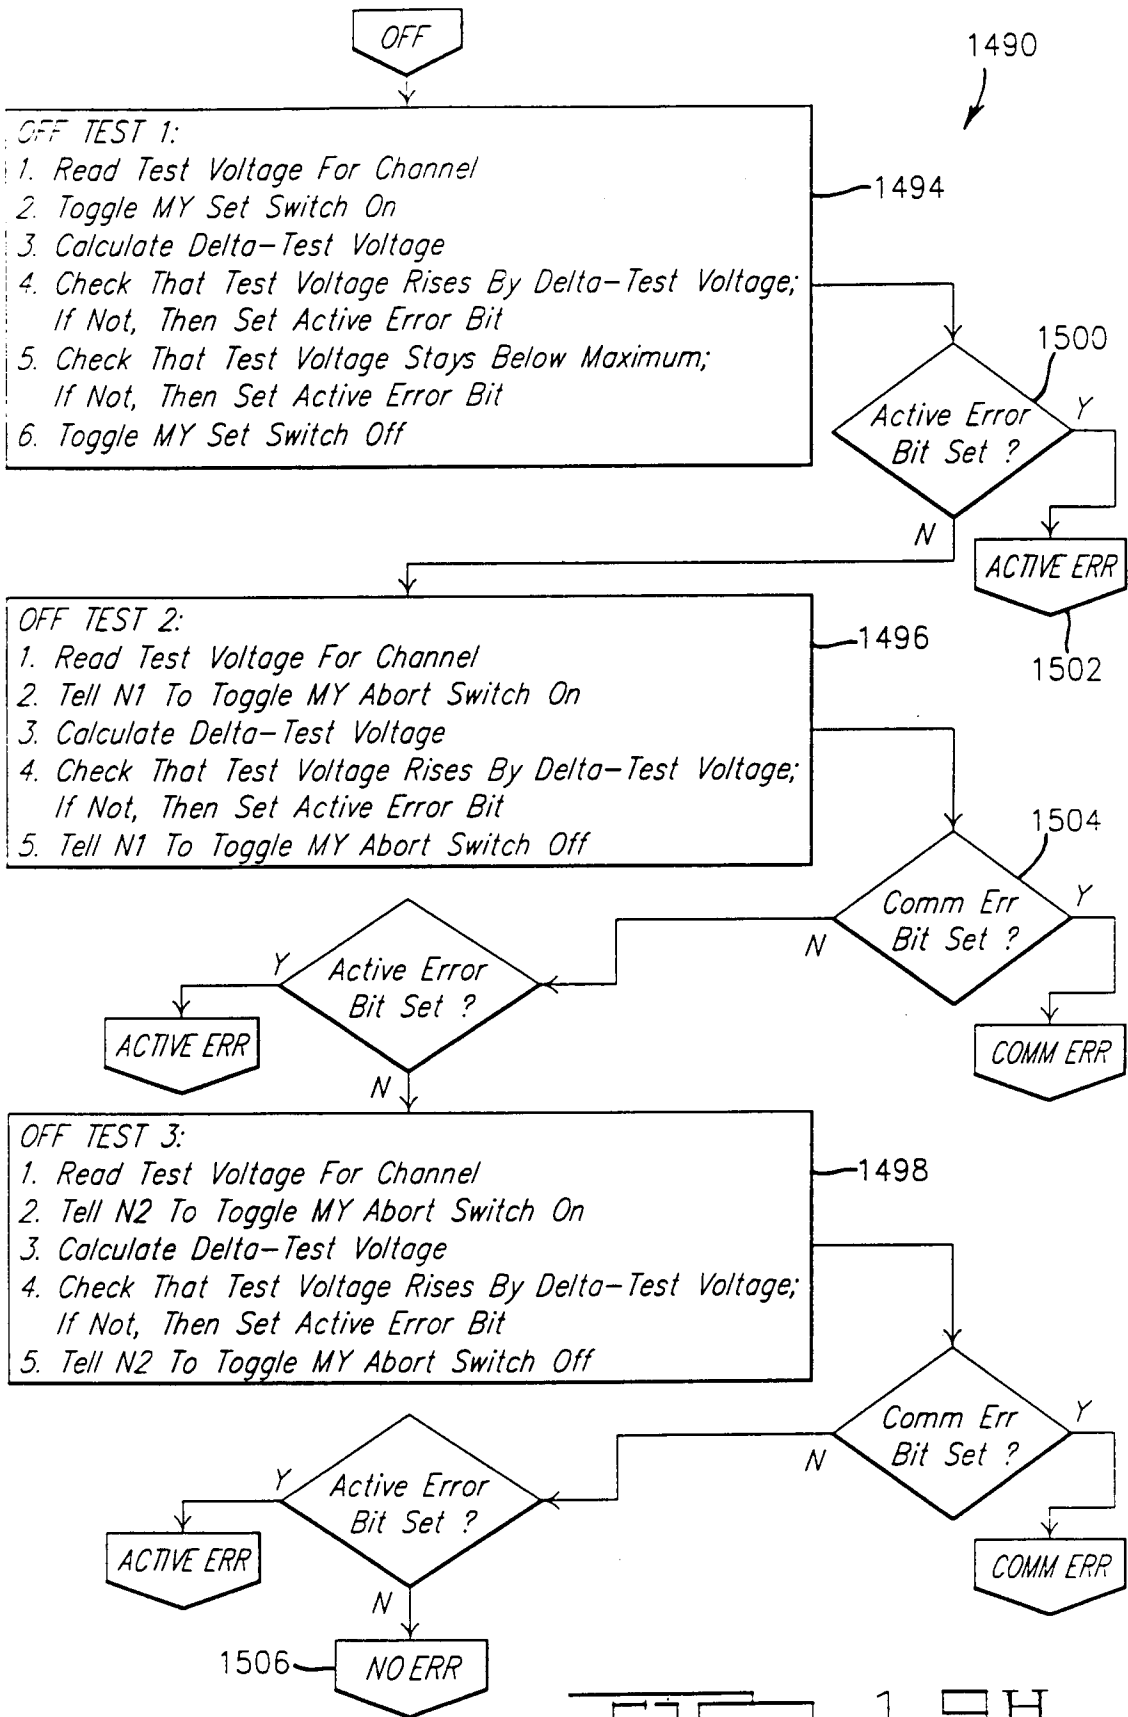 OFF
1490
OFF TEST 1:
1. Read Test Voltage For Channel
2. Toggle MY Set Switch On
3. Calculate Delta-Test Voltage
4. Check That Test Voltage Rises By Delta-Test Voltage;
If Not, Then Set Active Error Bit
5. Check That Test Voltage Stays Below Maximum;
If Not, Then Set Active Error Bit
6. Toggle MY Set Switch Off
1494
1500
Active Error
Bit Set ?
Y
N
ACTIVE ERR
1502
OFF TEST 2:
1. Read Test Voltage For Channel
2. Tell N1 To Toggle MY Abort Switch On
3. Calculate Delta-Test Voltage
4. Check That Test Voltage Rises By Delta-Test Voltage;
If Not, Then Set Active Error Bit
5. Tell N1 To Toggle MY Abort Switch Off
1496
1504
Comm Err
Bit Set ?
Y
N
COMM ERR
Active Error
Bit Set ?
Y
ACTIVE ERR
N
OFF TEST 3:
1. Read Test Voltage For Channel
2. Tell N2 To Toggle MY Abort Switch On
3. Calculate Delta-Test Voltage
4. Check That Test Voltage Rises By Delta-Test Voltage;
If Not, Then Set Active Error Bit
5. Tell N2 To Toggle MY Abort Switch Off
1498
Comm Err
Bit Set ?
Y
N
COMM ERR
Active Error
Bit Set ?
Y
ACTIVE ERR
N
1506
NO ERR